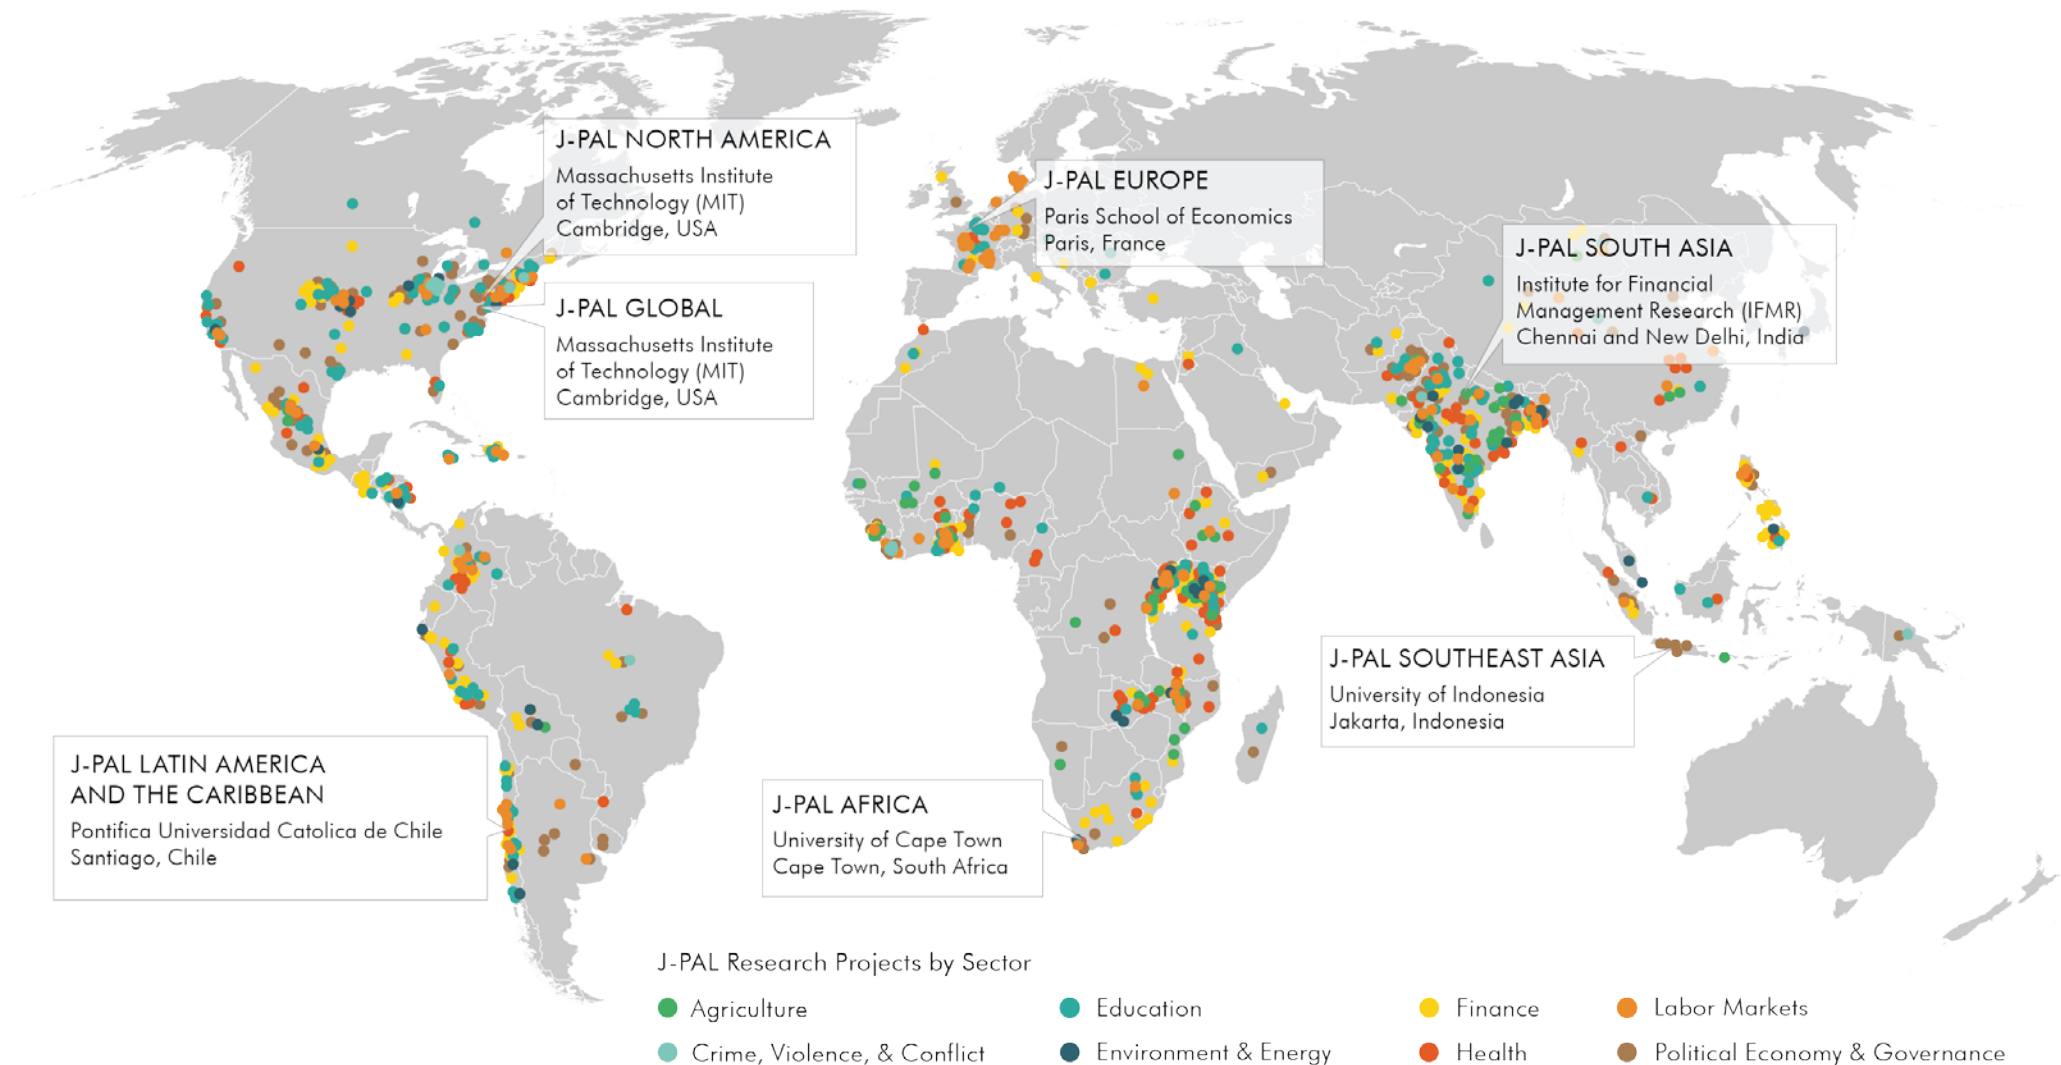 J-PAL NORTH AMERICA
Massachusetts Institute
of Technology (MIT)
Cambridge, USA
J-PAL EUROPE
Paris School of Economics
Paris, France
J-PAL SOUTH ASIA
Institute for Financial
Management Research (IFMR)
Chennai and New Delhi, India
J-PAL GLOBAL
Massachusetts Institute
of Technology (MIT)
Cambridge, USA
J-PAL SOUTHEAST ASIA
University of Indonesia
Jakarta, Indonesia
J-PAL LATIN AMERICA
AND THE CARIBBEAN
Pontifica Universidad Catolica de Chile
Santiago, Chile
J-PAL AFRICA
University of Cape Town
Cape Town, South Africa
J-PAL Research Projects by Sector
Agriculture
Education
Finance
Labor Markets
Crime, Violence, & Conflict
Environment & Energy
Health
Political Economy & Governance